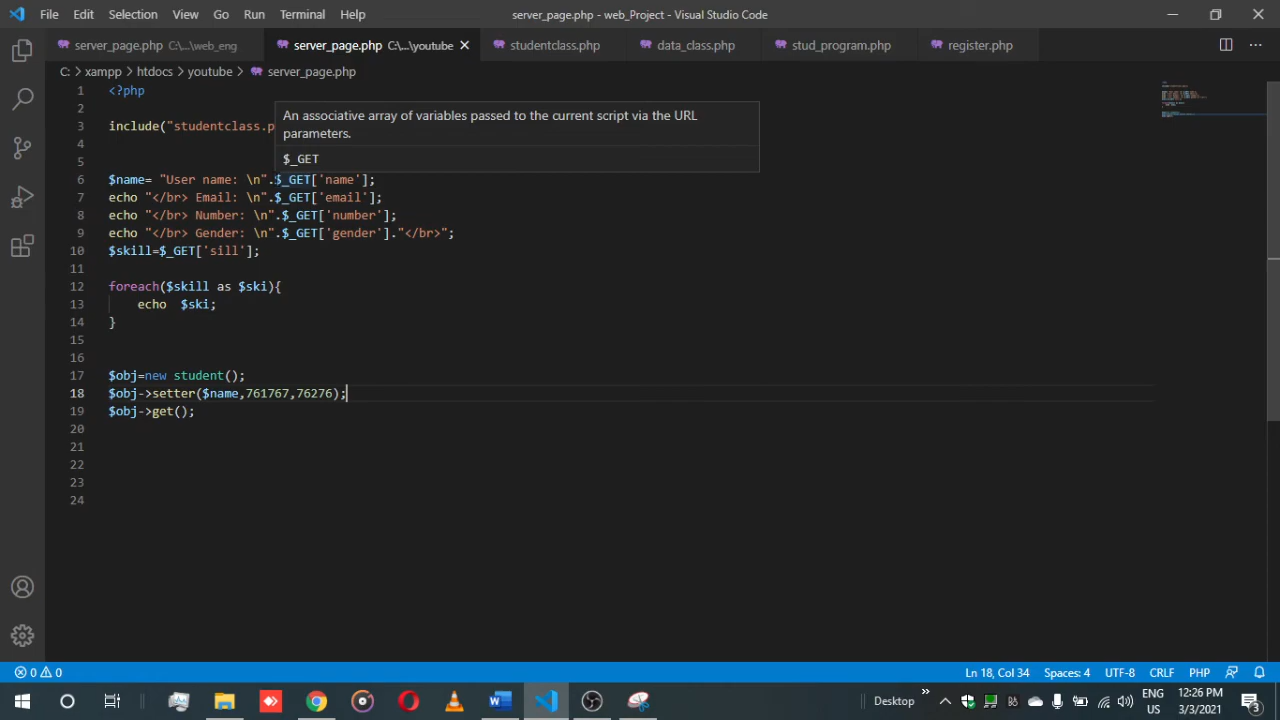 File Edit Selection View Go Run Terminal Help
server_page.php - web_Project - Visual Studio Code
server_page.php C:\...\web_eng
server_page.php C:\...\youtube
studentclass.php
data_class.php
stud_program.php
register.php
C: > xampp > htdocs > youtube > server_page.php
1 <?php
2
An associative array of variables passed to the current script via the URL
parameters.
$_GET
3 include("studentclass.p
4
5
6 $name= "User name: \n".$_GET['name'];
7 echo "</br> Email: \n".$_GET['email'];
8 echo "</br> Number: \n".$_GET['number'];
9 echo "</br> Gender: \n".$_GET['gender']."</br>";
10 $skill=$_GET['sill'];
11
12 foreach($skill as $ski){
13 echo $ski;
14 }
15
16
17 $obj=new student();
18 $obj->setter($name,761767,76276);
19 $obj->get();
20
21
22
23
24
0 0 Ln 18, Col 34 Spaces: 4 UTF-8 CRLF PHP
Desktop » ENG US 12:26 PM 3/3/2021 3